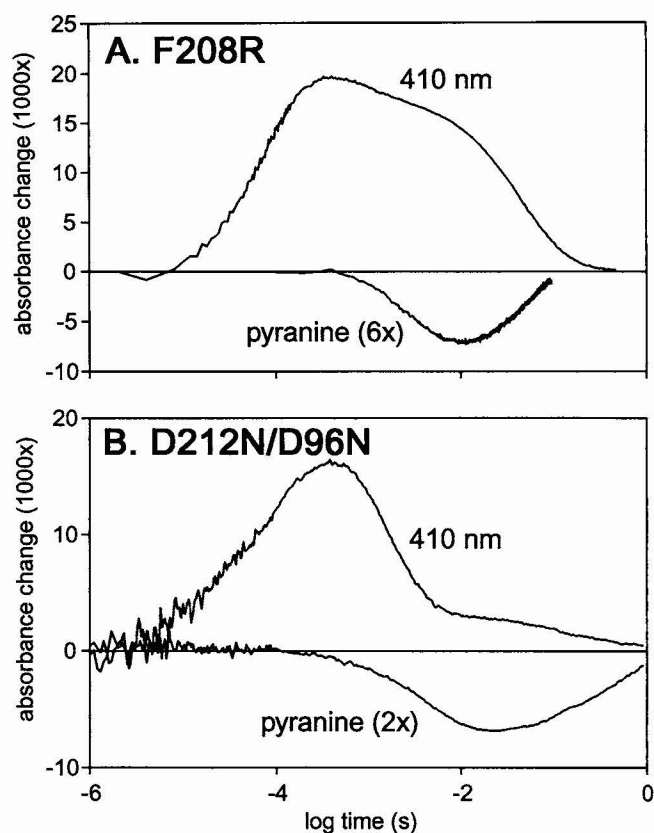 A. F208R
410 nm
absorbance change (1000x)
25
20
15
10
5
0
-5
-10
pyranine (6x)
B. D212N/D96N
410 nm
absorbance change (1000x)
20
10
0
-10
pyranine (2x)
-6
-4
-2
0
log time (s)